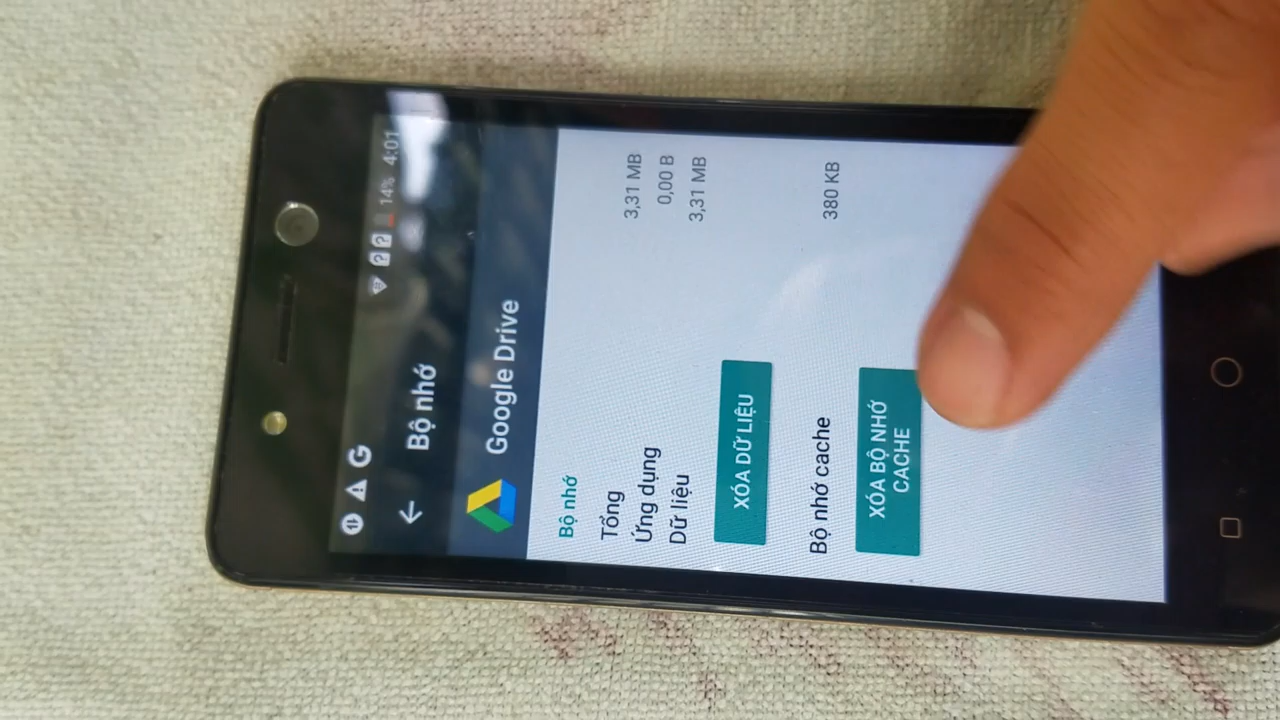 G
14% 4:01
Bộ nhớ
Google Drive
Bộ nhớ
Tổng 3,31 MB
Ứng dụng 0,00 B
Dữ liệu 3,31 MB
XÓA DỮ LIỆU
Bộ nhớ cache 380 KB
XÓA BỘ NHỚ
CACHE